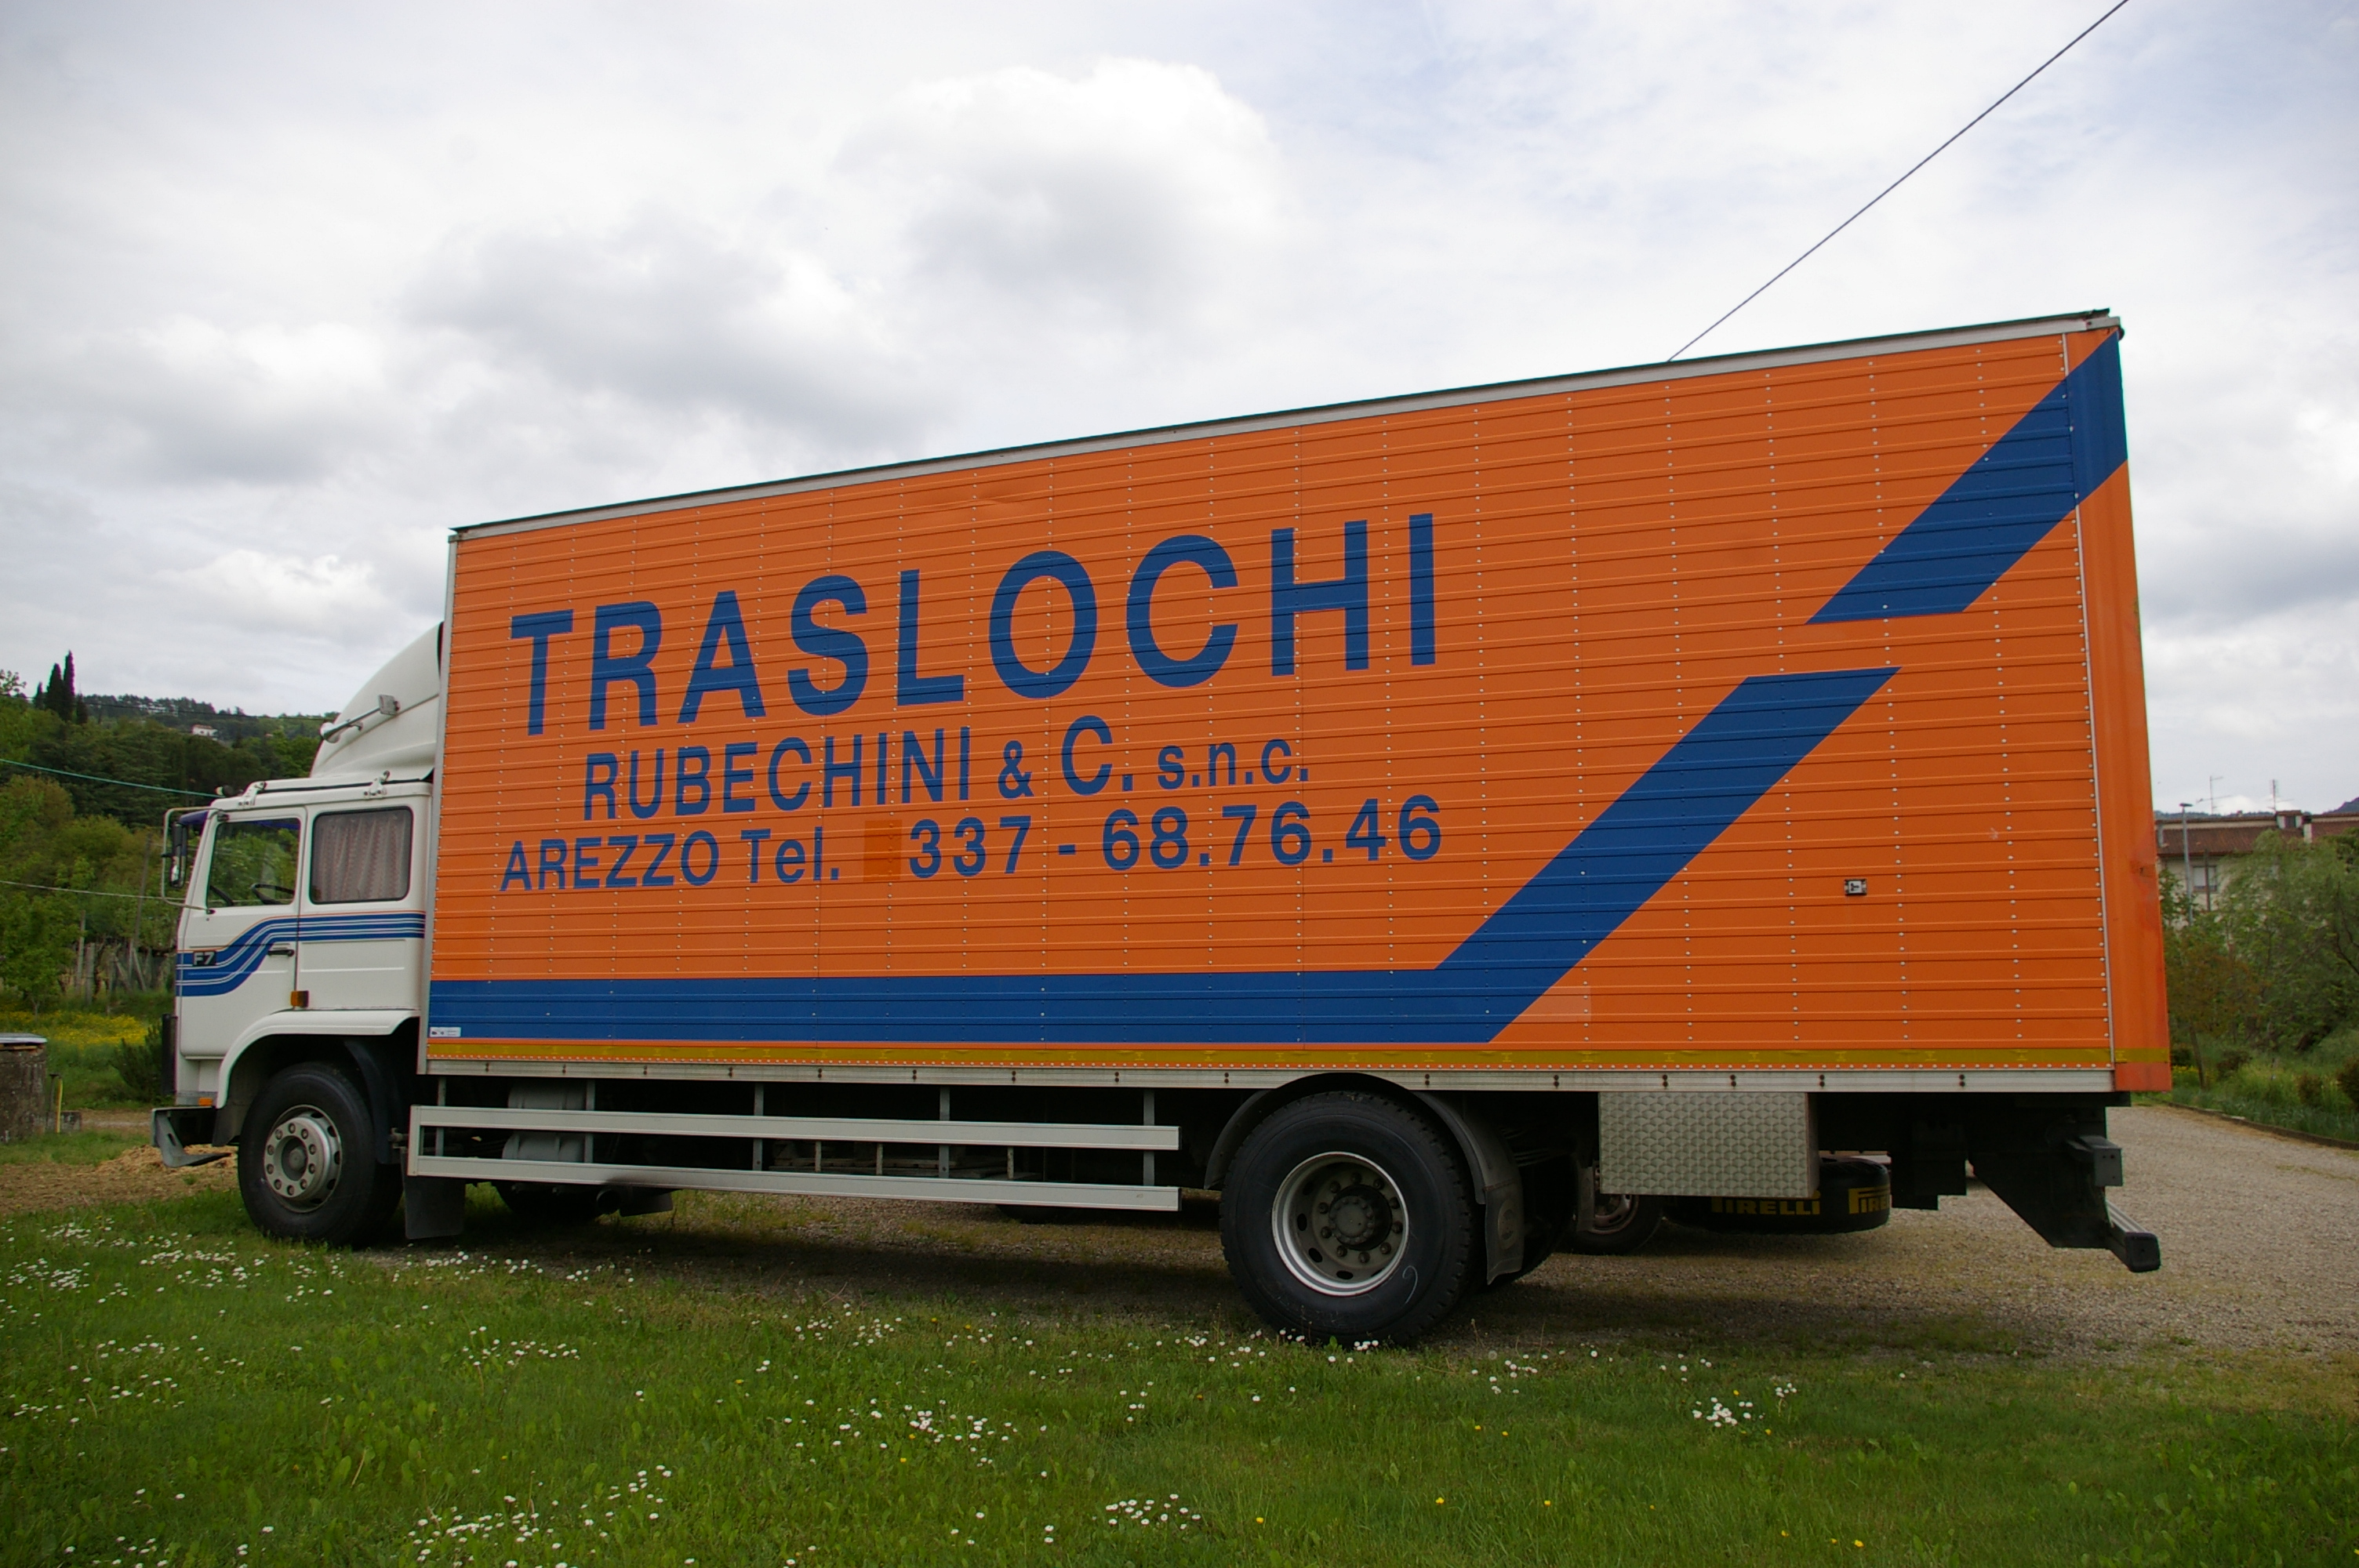 TRASLOCHI
RUBECHINI & C. s.n.c.
AREZZO Tel. 337 - 68.76.46
F7
PIRELLI